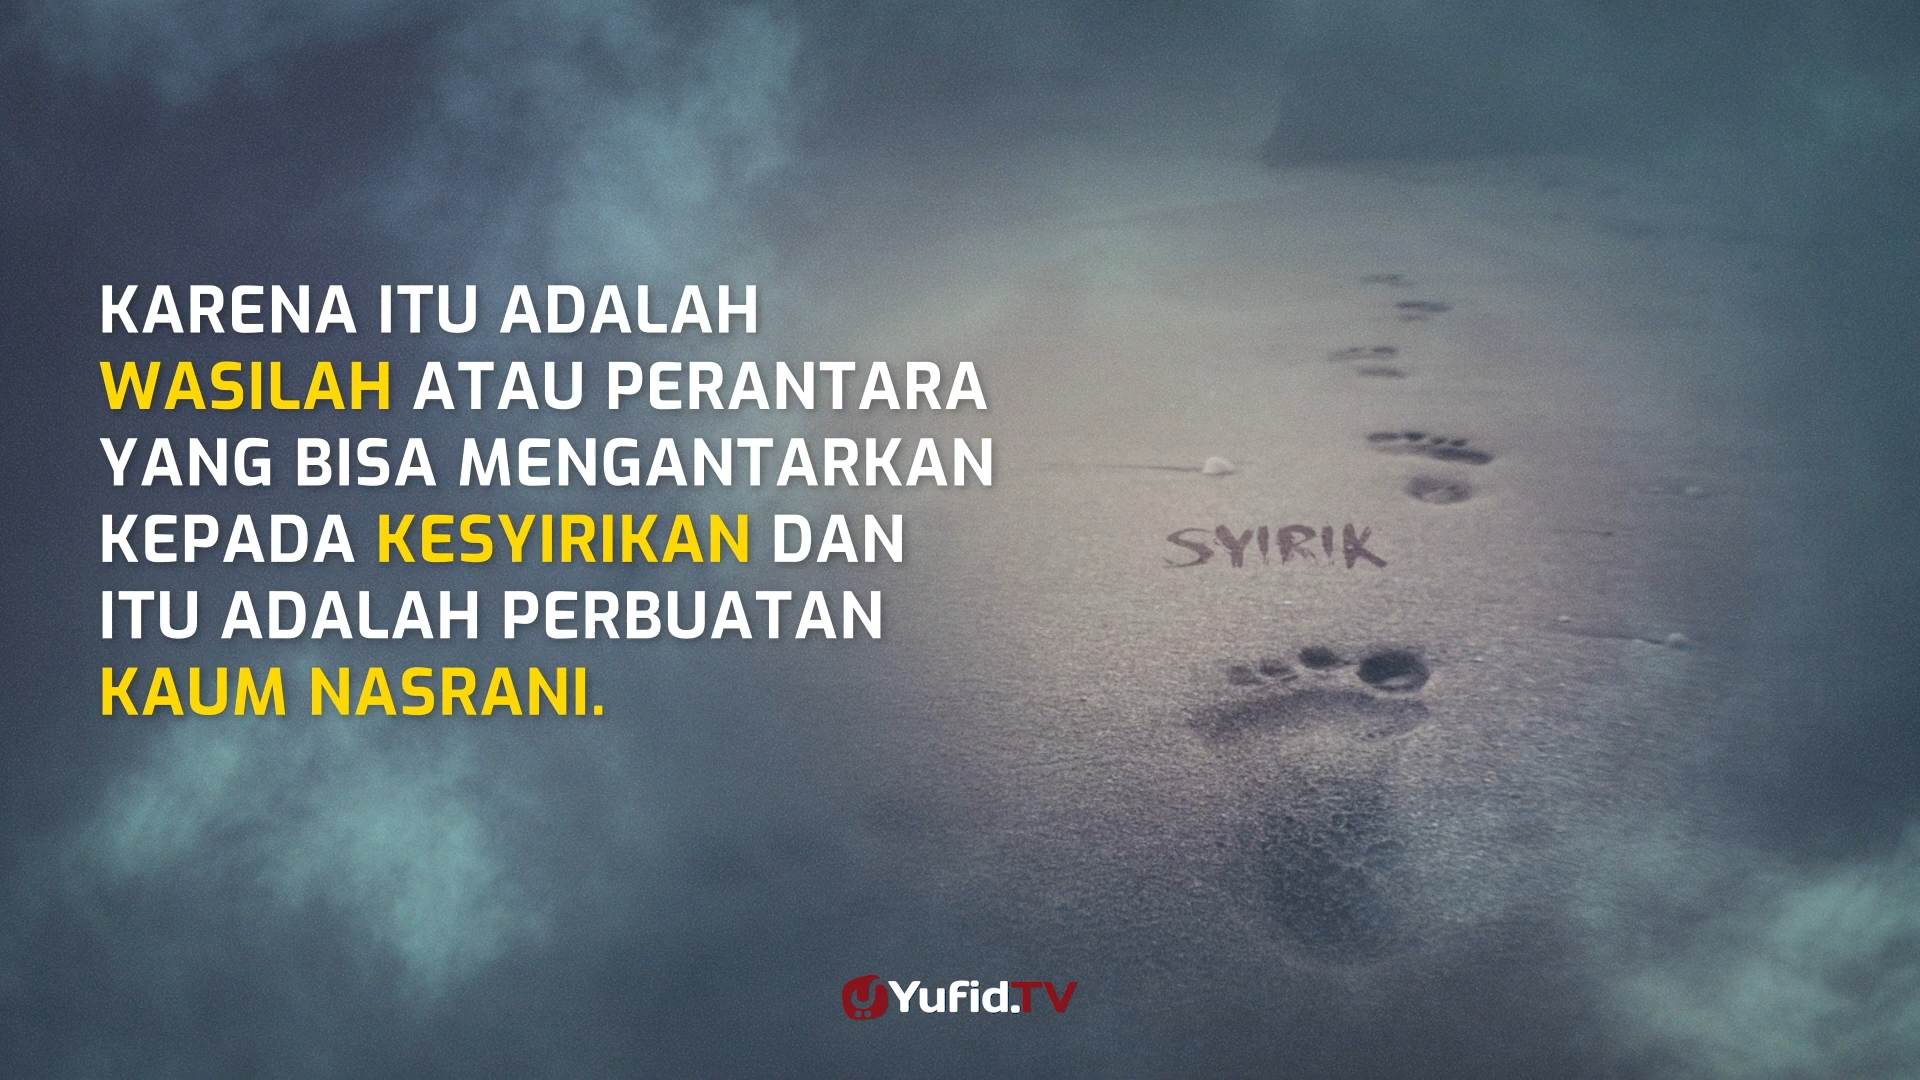 KARENA ITU ADALAH
WASILAH ATAU PERANTARA
YANG BISA MENGANTARKAN
KEPADA KESYIRIKAN DAN
ITU ADALAH PERBUATAN
KAUM NASRANI.
SYIRIK
Yufid.TV